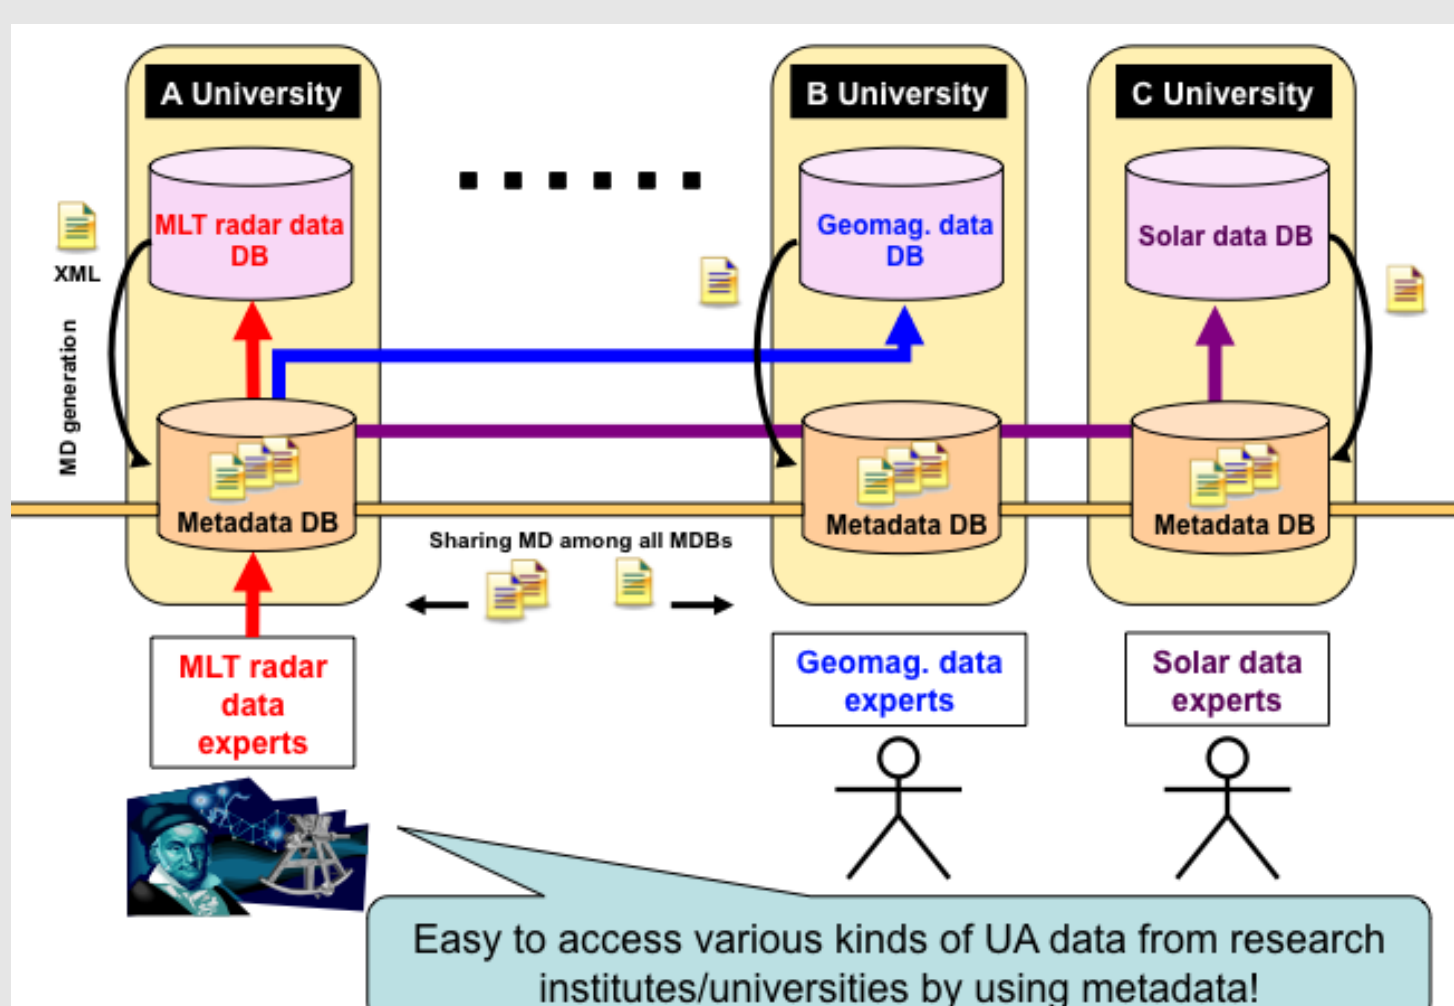 A University
B University
C University
MLT radar data
DB
Geomag. data
DB
Solar data DB
XML
MD generation
Metadata DB
Metadata DB
Metadata DB
Sharing MD among all MDBs
MLT radar
data
experts
Geomag. data
experts
Solar data
experts
Easy to access various kinds of UA data from research
institutes/universities by using metadata!